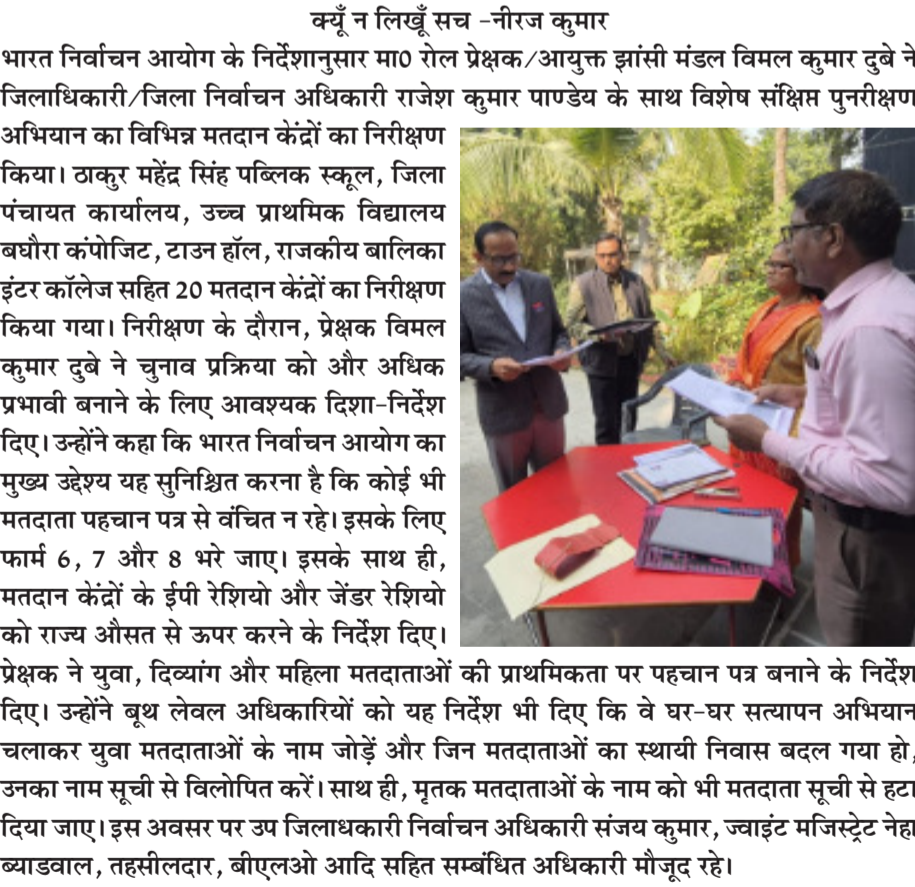 क्यूँ न लिखूँ सच -नीरज कुमार
भारत निर्वाचन आयोग के निर्देशानुसार मा0 रोल प्रेक्षक/आयुक्त झांसी मंडल विमल कुमार दुबे ने
जिलाधिकारी/जिला निर्वाचन अधिकारी राजेश कुमार पाण्डेय के साथ विशेष संक्षिप्त पुनरीक्षण
अभियान का विभिन्न मतदान केंद्रों का निरीक्षण
किया। ठाकुर महेंद्र सिंह पब्लिक स्कूल, जिला
पंचायत कार्यालय, उच्च प्राथमिक विद्यालय
बघौरा कंपोजिट, टाउन हॉल, राजकीय बालिका
इंटर कॉलेज सहित 20 मतदान केंद्रों का निरीक्षण
किया गया। निरीक्षण के दौरान, प्रेक्षक विमल
कुमार दुबे ने चुनाव प्रक्रिया को और अधिक
प्रभावी बनाने के लिए आवश्यक दिशा-निर्देश
दिए। उन्होंने कहा कि भारत निर्वाचन आयोग का
मुख्य उद्देश्य यह सुनिश्चित करना है कि कोई भी
मतदाता पहचान पत्र से वंचित न रहे। इसके लिए
फार्म 6, 7 और 8 भरे जाए। इसके साथ ही,
मतदान केंद्रों के ईपी रेशियो और जेंडर रेशियो
को राज्य औसत से ऊपर करने के निर्देश दिए।
प्रेक्षक ने युवा, दिव्यांग और महिला मतदाताओं की प्राथमिकता पर पहचान पत्र बनाने के निर्देश
दिए। उन्होंने बूथ लेवल अधिकारियों को यह निर्देश भी दिए कि वे घर-घर सत्यापन अभियान
चलाकर युवा मतदाताओं के नाम जोड़ें और जिन मतदाताओं का स्थायी निवास बदल गया हो,
उनका नाम सूची से विलोपित करें। साथ ही, मृतक मतदाताओं के नाम को भी मतदाता सूची से हटा
दिया जाए। इस अवसर पर उप जिलाधकारी निर्वाचन अधिकारी संजय कुमार, ज्वाइंट मजिस्ट्रेट नेहा
ब्याडवाल, तहसीलदार, बीएलओ आदि सहित सम्बंधित अधिकारी मौजूद रहे।